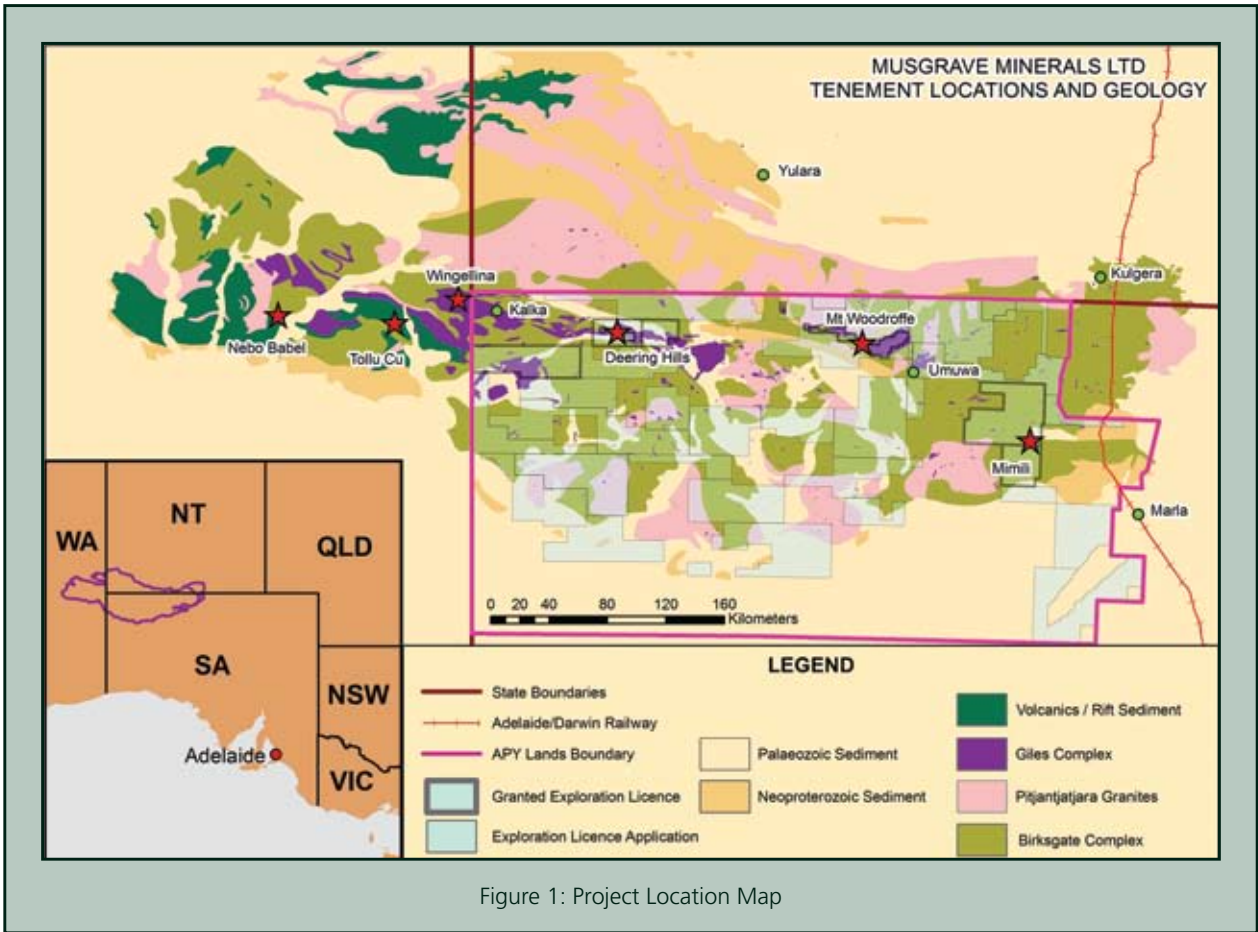 MUSGRAVE MINERALS LTD
TENEMENT LOCATIONS AND GEOLOGY
Yulara
Kulgera
Wingellina
Kalka
Nebo Babel
Tollu Cu
Deering Hills
Mt Woodroffe
Umuwa
Mimili
Marla
0 20 40 80 120 160
Kilometers
WA
NT
QLD
SA
NSW
VIC
Adelaide
LEGEND
State Boundaries
Adelaide/Darwin Railway
APY Lands Boundary
Granted Exploration Licence
Exploration Licence Application
Palaeozoic Sediment
Neoproterozoic Sediment
Volcanics / Rift Sediment
Giles Complex
Pitjantjatjara Granites
Birksgate Complex
Figure 1: Project Location Map